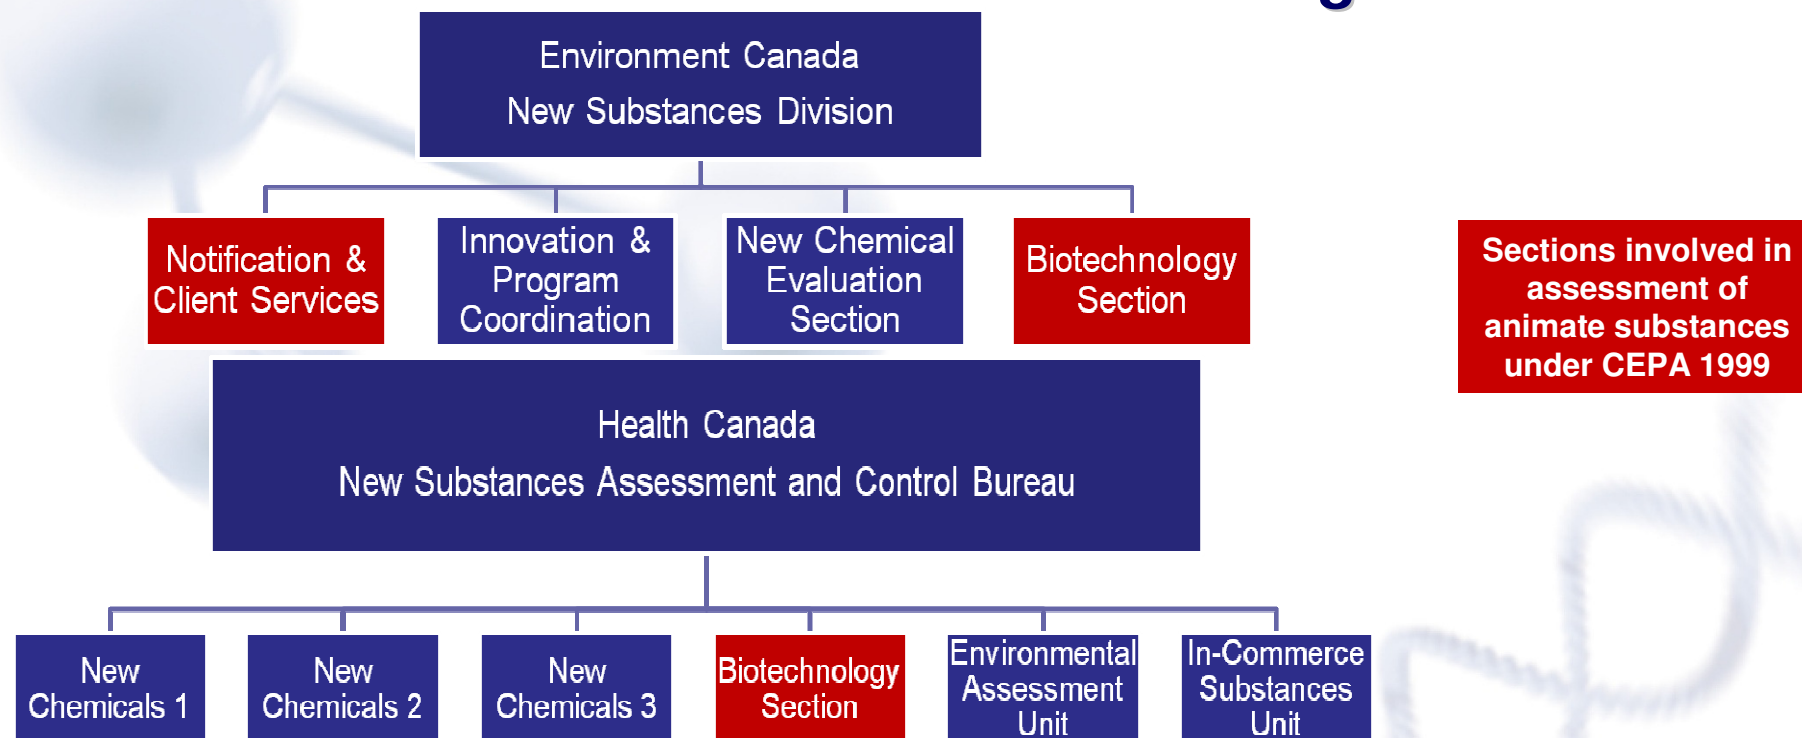 Environment Canada
New Substances Division
Notification &
Client Services
Innovation &
Program
Coordination
New Chemical
Evaluation
Section
Biotechnology
Section
Sections involved in
assessment of
animate substances
under CEPA 1999
Health Canada
New Substances Assessment and Control Bureau
New
Chemicals 1
New
Chemicals 2
New
Chemicals 3
Biotechnology
Section
Environmental
Assessment
Unit
In-Commerce
Substances
Unit